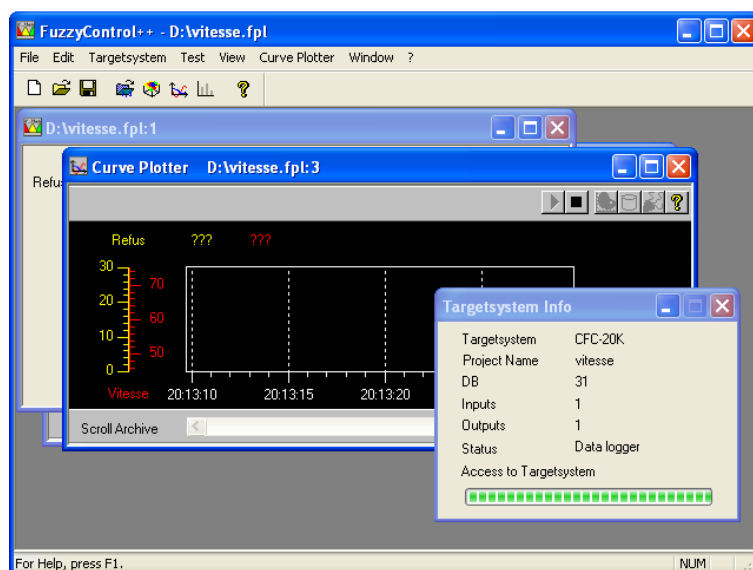 FuzzyControl++ - D:\vitesse.fpl
File Edit Targetsystem Test View Curve Plotter Window ?
D:\vitesse.fpl:1
Curve Plotter D:\vitesse.fpl:3
Refus ??? ???
30
70
20
60
10
50
0
Vitesse 20:13:10 20:13:15 20:13:20
Scroll Archive
Targetsystem Info
Targetsystem CFC-20K
Project Name vitesse
DB 31
Inputs 1
Outputs 1
Status Data logger
Access to Targetsystem
For Help, press F1. NUM